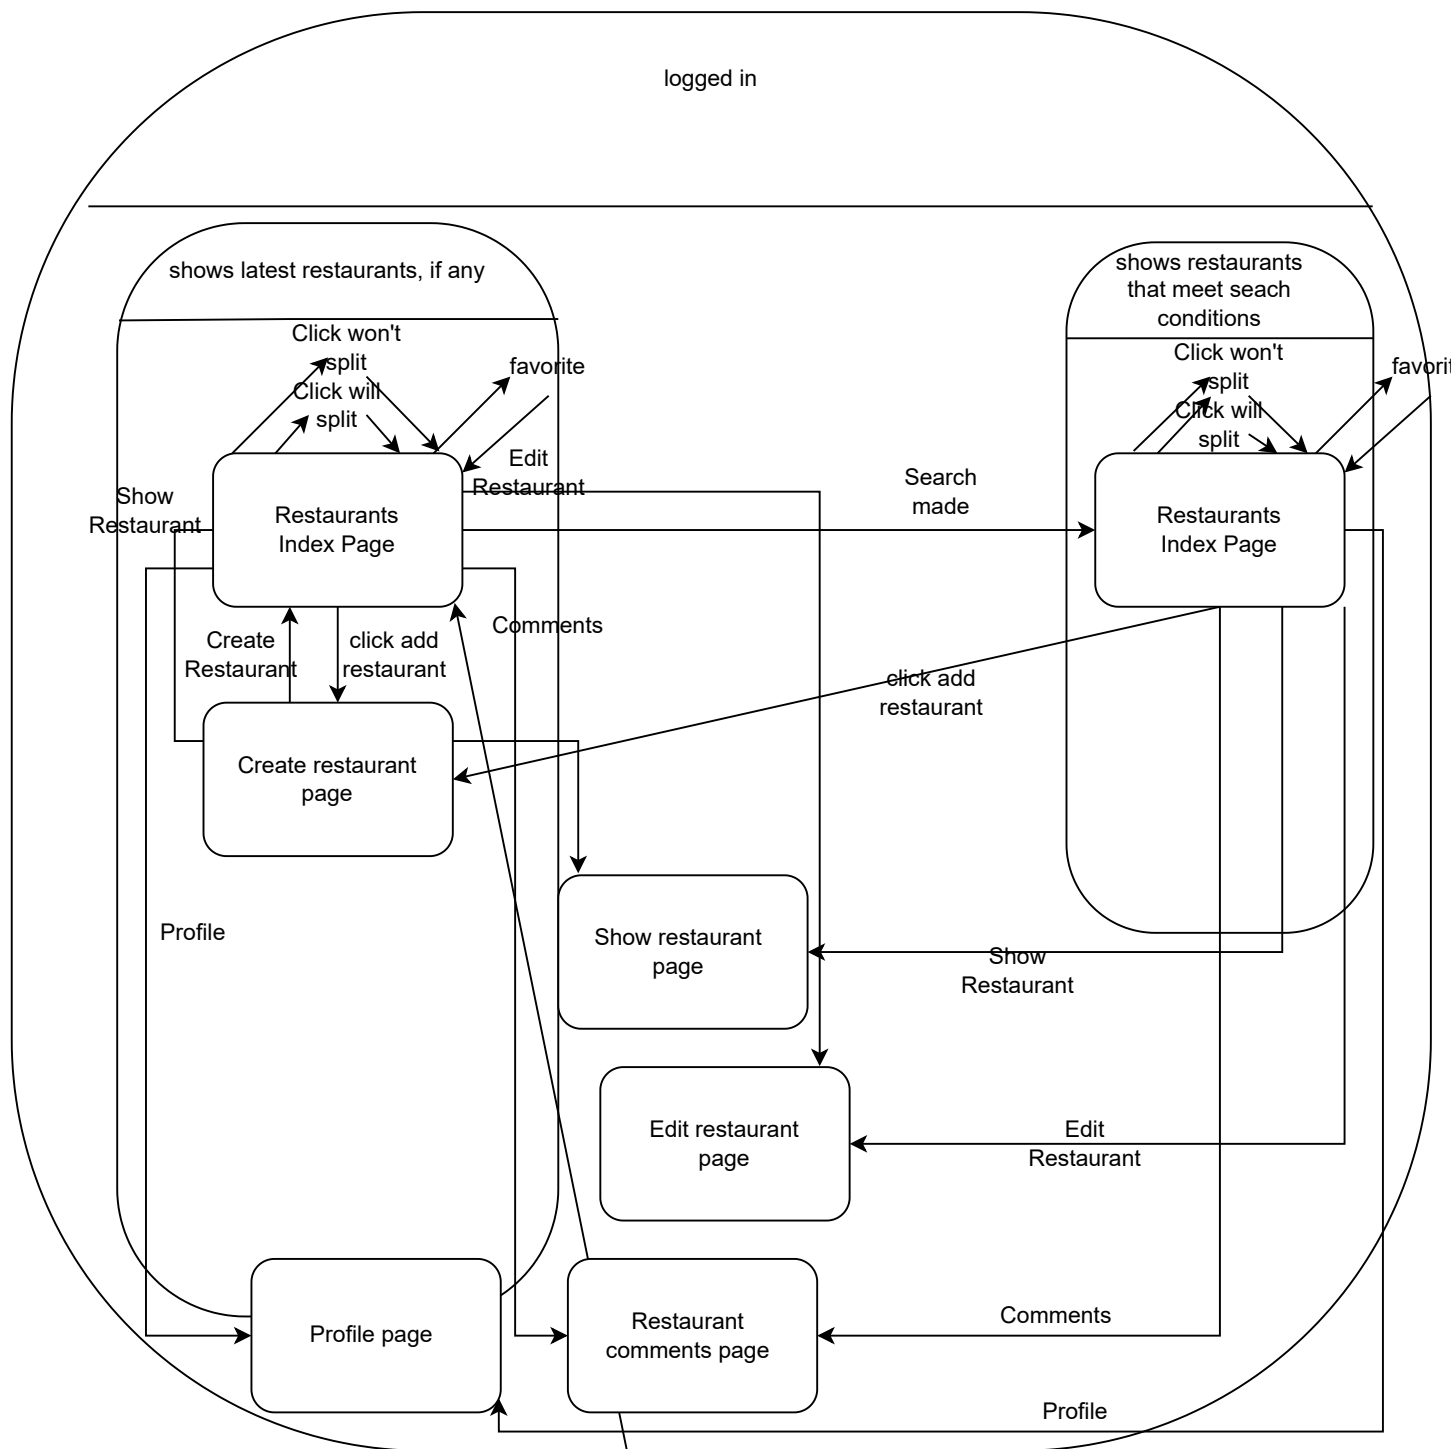 logged in
shows latest restaurants, if any
shows restaurants
that meet seach
conditions
Click won't
split
Click will
split
favorite
Click won't
split
Click will
split
favorit
Edit
Restaurant
Show
Restaurant
Restaurants
Index Page
Search
made
Restaurants
Index Page
Create
Restaurant
click add
restaurant
Comments
click add
restaurant
Create restaurant
page
Profile
Show restaurant
page
Show
Restaurant
Edit restaurant
page
Edit
Restaurant
Profile page
Restaurant
comments page
Comments
Profile